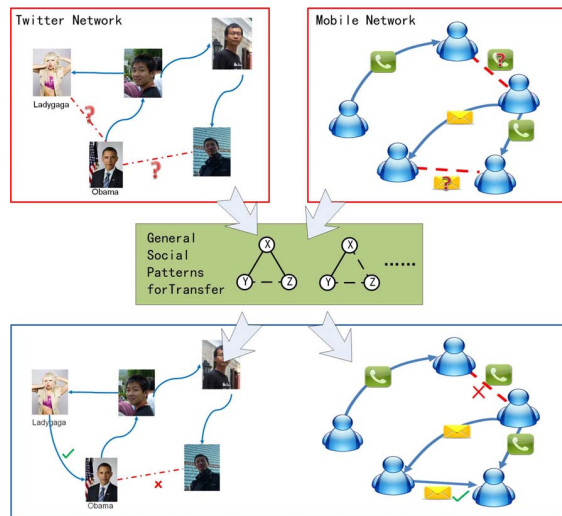 Twitter Network
Ladygaga
?
Obama
?
Mobile Network
?
?
General
Social
Patterns
forTransfer
X
Y
Z
X
Y
Z
......
Ladygaga
Obama